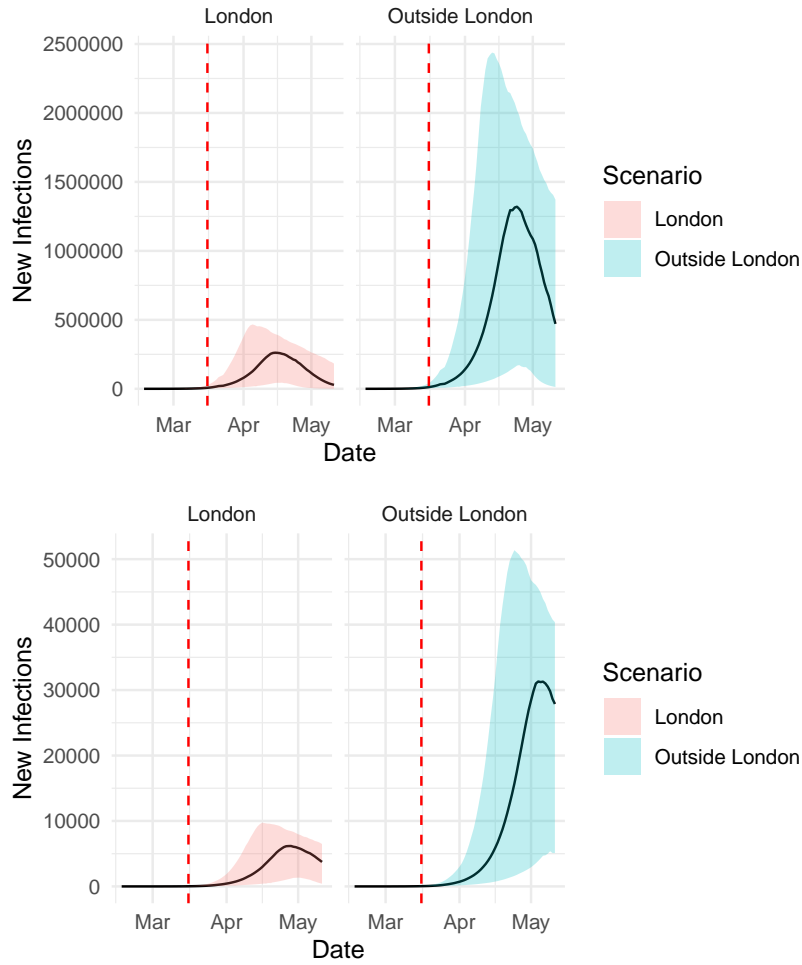 London
Outside London
2500000
2000000
1500000
1000000
500000
0
New Infections
Mar
Apr
May
Mar
Apr
May
Date
Scenario
London
Outside London
London
Outside London
50000
40000
30000
20000
10000
0
New Infections
Mar
Apr
May
Mar
Apr
May
Date
Scenario
London
Outside London